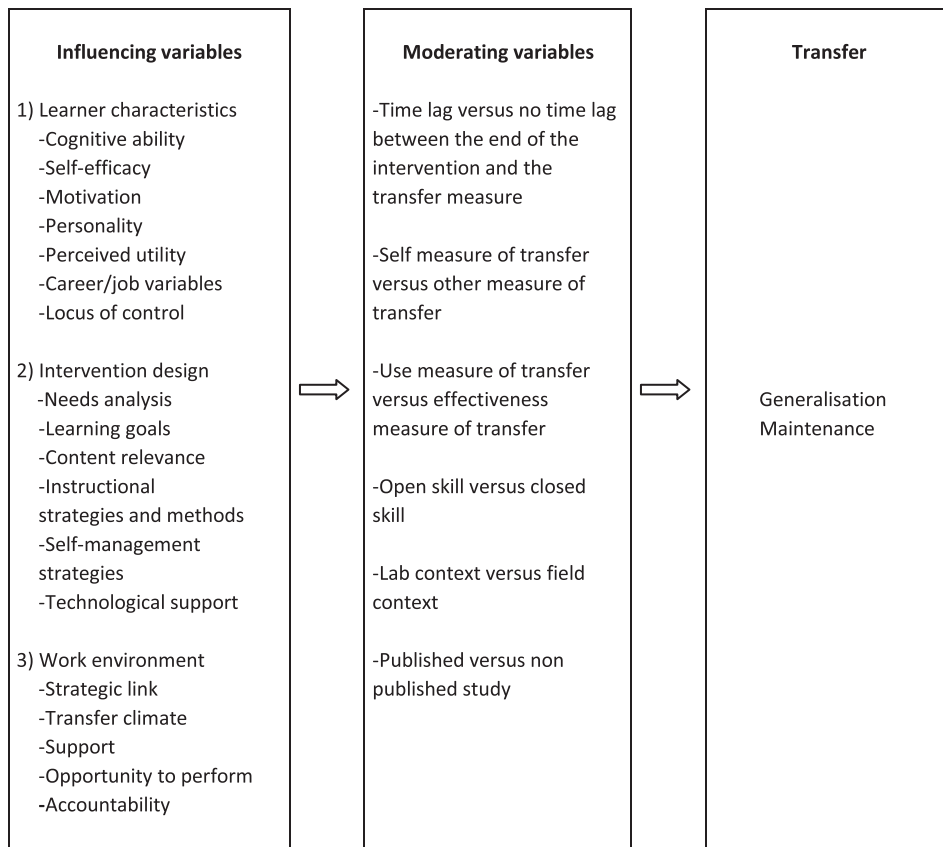 Influencing variables
1) Learner characteristics
-Cognitive ability
-Self-efficacy
-Motivation
-Personality
-Perceived utility
-Career/job variables
-Locus of control
2) Intervention design
-Needs analysis
-Learning goals
-Content relevance
-Instructional
strategies and methods
-Self-management
strategies
-Technological support
3) Work environment
-Strategic link
-Transfer climate
-Support
-Opportunity to perform
-Accountability
Moderating variables
-Time lag versus no time lag
between the end of the
intervention and the
transfer measure
-Self measure of transfer
versus other measure of
transfer
-Use measure of transfer
versus effectiveness
measure of transfer
-Open skill versus closed
skill
-Lab context versus field
context
-Published versus non
published study
Transfer
Generalisation
Maintenance